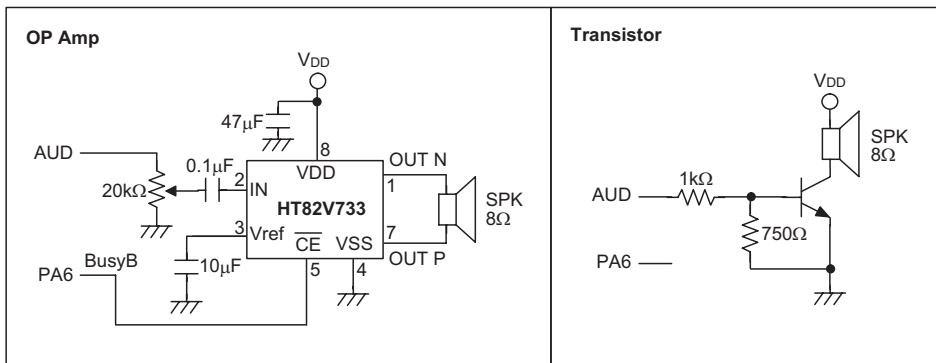 OP Amp
VDD
47μF
8
AUD
0.1μF
VDD
OUT N
2
IN
1
20kΩ
HT82V733
SPK
8Ω
3
Vref
CE
VSS
7
OUT P
10μF
BusyB
PA6
5
4
Transistor
VDD
SPK
8Ω
AUD
1kΩ
750Ω
PA6